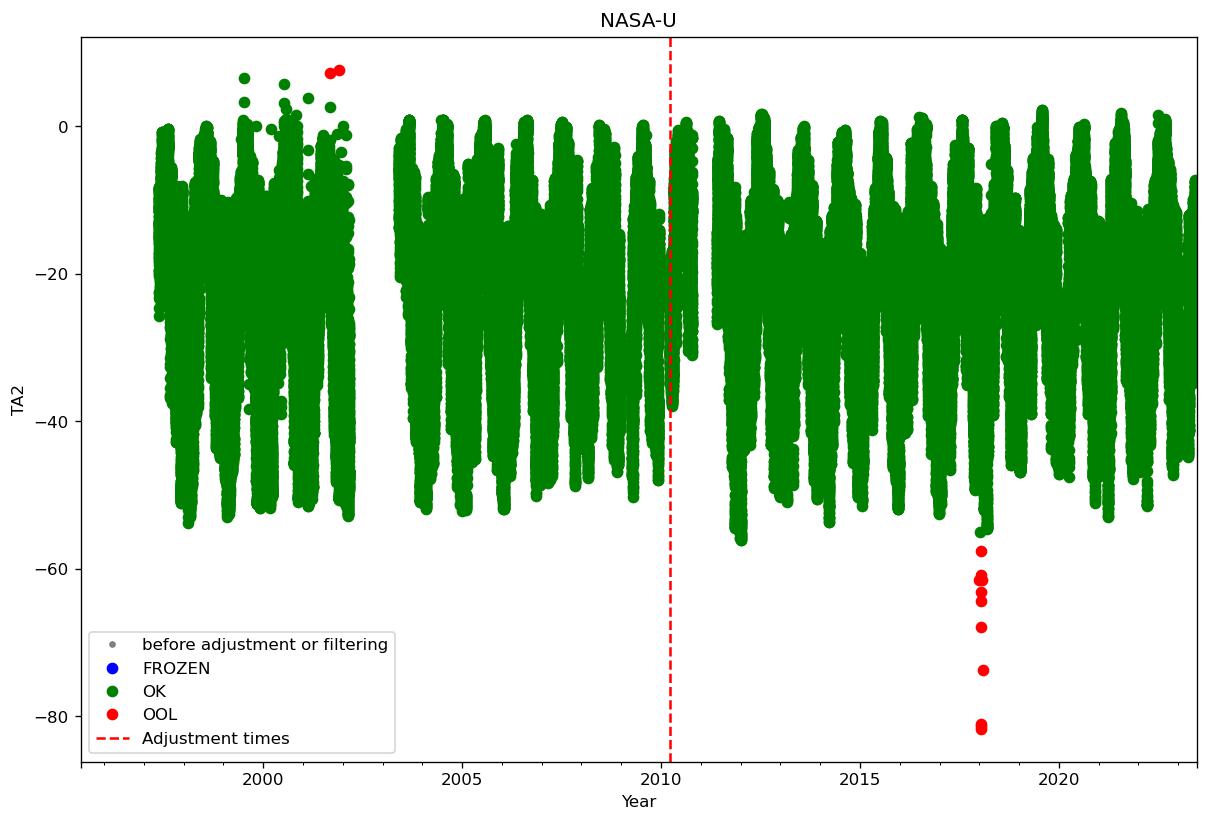 NASA-U
TA2
0
−20
−40
−60
−80
before adjustment or filtering
FROZEN
OK
OOL
Adjustment times
2000 2005 2010 2015 2020
Year